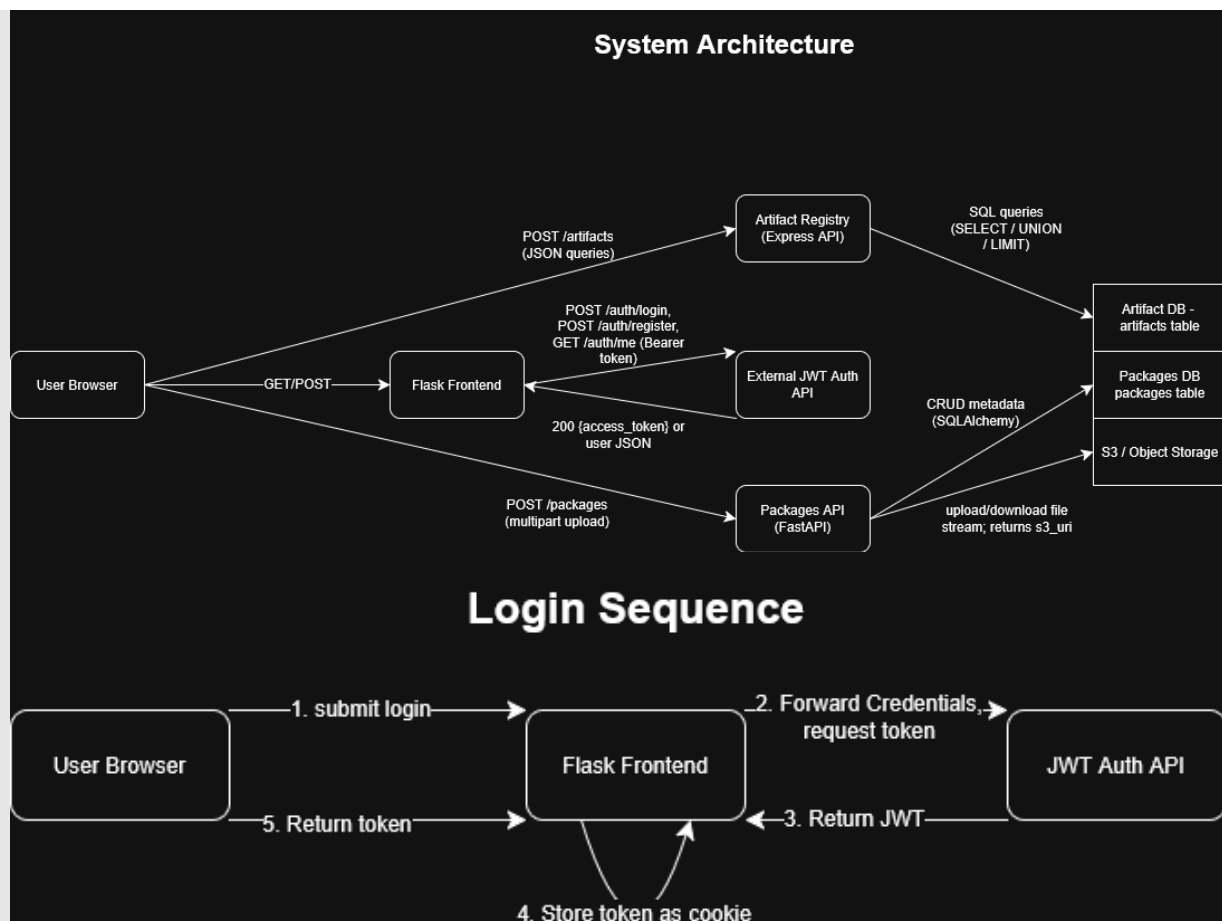 System Architecture
Artifact Registry
(Express API)
SQL queries
(SELECT / UNION
/ LIMIT)
POST /artifacts
(JSON queries)
Artifact DB -
artifacts table
POST /auth/login,
POST /auth/register,
GET /auth/me (Bearer
token)
User Browser
GET/POST
Flask Frontend
External JWT Auth
API
Packages DB
packages table
CRUD metadata
(SQLAlchemy)
200 {access_token} or
user JSON
S3 / Object Storage
POST /packages
(multipart upload)
Packages API
(FastAPI)
upload/download file
stream; returns s3_uri
Login Sequence
1. submit login
2. Forward Credentials,
request token
User Browser
Flask Frontend
JWT Auth API
5. Return token
3. Return JWT
4. Store token as cookie